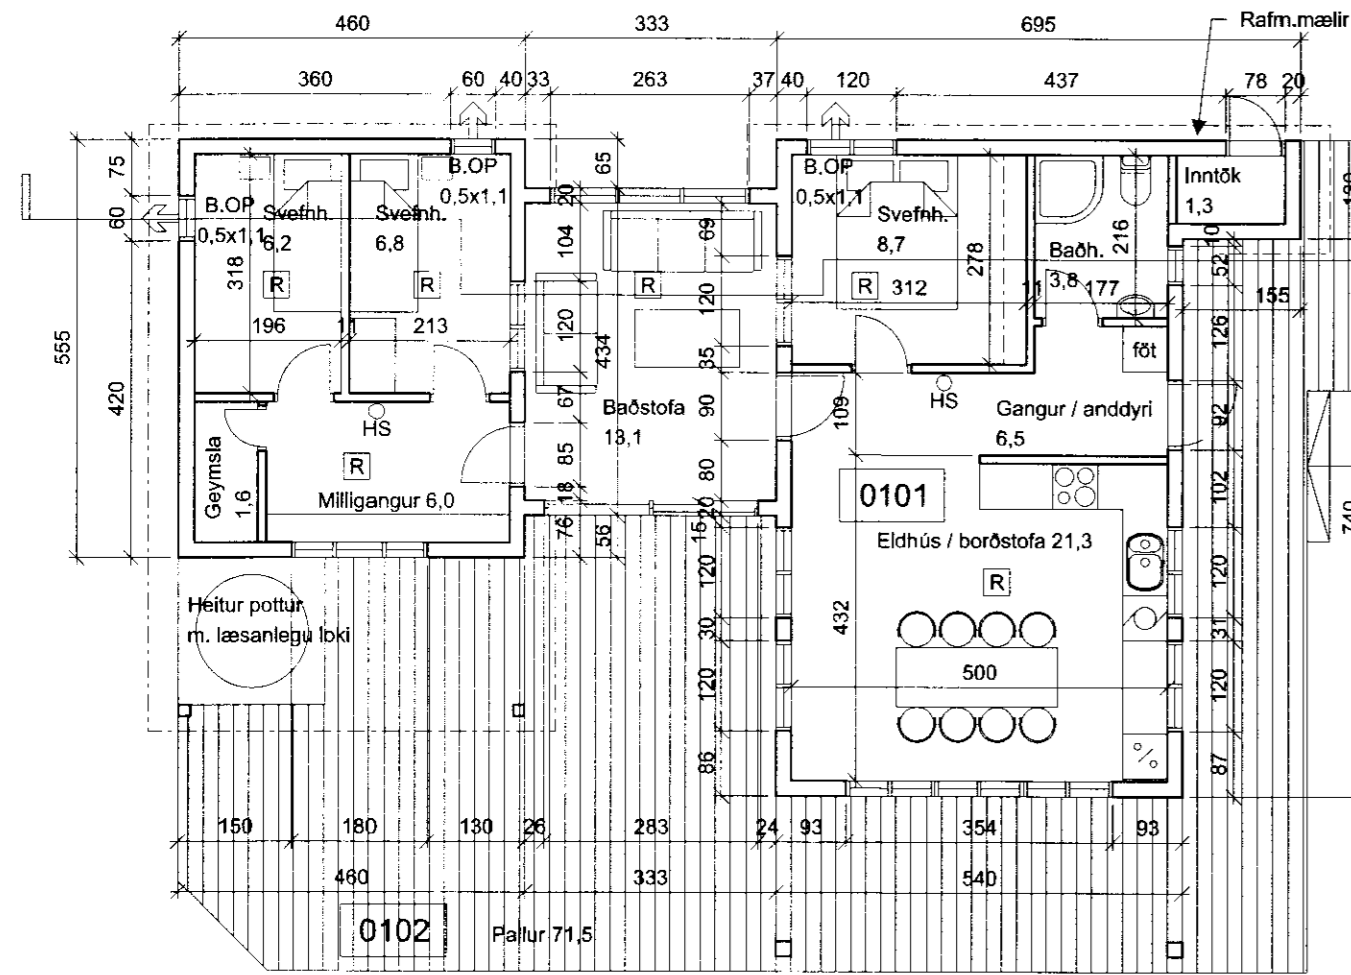 460 333 695 Rafm.mælir
360 60 40 33 263 37 40 120 437 78 20
75
60
420
555
B.OP
0,5x1,1
Svefnh.
6,2
318
R
196
11
Svefnh.
6,8
R
213
B.OP
0,5x1,1
65
20
104
120
67
85
18
76
434
56
R
Baðstofa
13,1
69
120
35
90
80
20
15
120
30
120
86
B.OP
0,5x1,1
Svefnh.
8,7
R
312
278
11
Baðh.
3,8
216
177
föt
Inntök
1,3
10
52
126
155
92
102
120
31
120
87
740
HS
Geymsla
1,6
R
Milligangur 6,0
HS
109
Gangur / anddyri
6,5
0101
Eldhús / borðstofa 21,3
R
432
500
Heitur pottur
m. læsanlegu loki
150 180 130 26 283 24 93 354 93
460 333 540
0102
Pallur 71,5